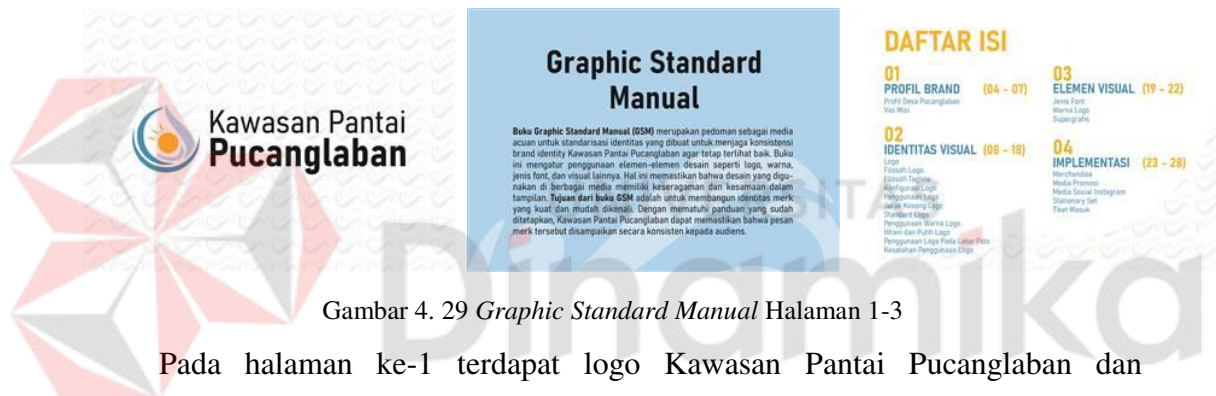 Kawasan Pantai
Pucanglaban
Graphic Standard
Manual
Buku Graphic Standard Manual (GSM) merupakan pedoman sebagai media
acuan untuk standarisasi identitas yang dibuat untuk menjaga konsistensi
brand identity Kawasan Pantai Pucanglaban agar tetap terlihat baik. Buku
ini mengatur penggunaan elemen-elemen desain seperti logo, warna,
jenis font, dan visual lainnya. Hal ini memastikan bahwa desain yang digu-
nakan di berbagai media memiliki keseragaman dan kesamaan dalam
tampilan. Tujuan dari buku GSM adalah untuk membangun identitas merk
yang kuat dan mudah dikenali. Dengan mematuhi panduan yang sudah
ditetapkan, Kawasan Pantai Pucanglaban dapat memastikan bahwa pesan
merk tersebut disampaikan secara konsisten kepada audiens.
DAFTAR ISI
01
PROFIL BRAND (04 - 07)
Profil Desa Pucanglaban
Visi Misi
02
IDENTITAS VISUAL (08 - 18)
Logo
Filosofi Logo
Filosofi Tagline
Konfigurasi Logo
Penggunaan Logo
Jarak Kosong Logo
Standard Logo
Penggunaan Warna Logo
Hitam dan Putih Logo
Penggunaan Logo Pada Latar Foto
Kesalahan Penggunaan Logo
03
ELEMEN VISUAL (19 - 22)
Jenis Font
Warna Logo
Supergrafis
04
IMPLEMENTASI (23 - 28)
Merchandise
Media Promosi
Media Sosial Instagram
Stationary Set
Tiket Masuk
Dinamika
Gambar 4. 29 Graphic Standard Manual Halaman 1-3
Pada halaman ke-1 terdapat logo Kawasan Pantai Pucanglaban dan